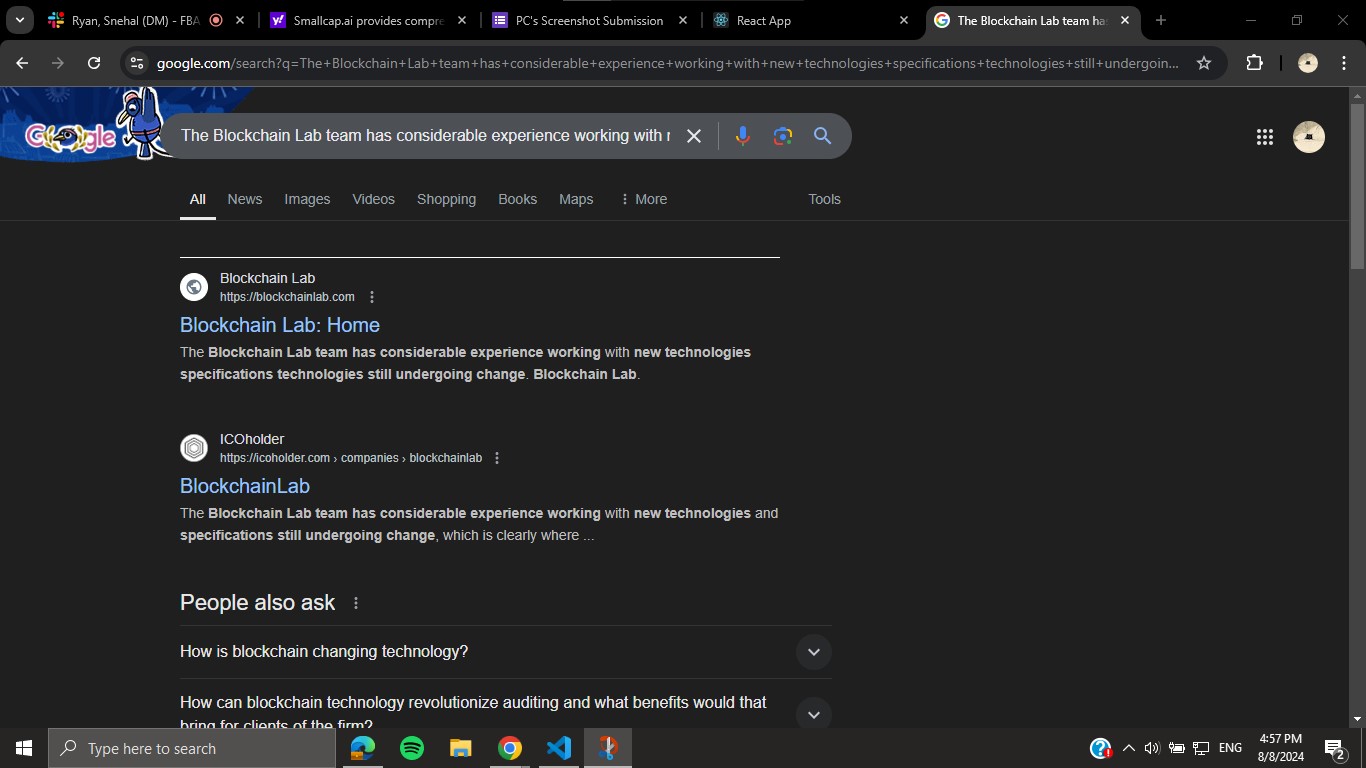 Ryan, Snehal (DM) - FBA
Smallcap.ai provides compre
PC's Screenshot Submission
React App
The Blockchain Lab team ha
google.com/search?q=The+Blockchain+Lab+team+has+considerable+experience+working+with+new+technologies+specifications+technologies+still+undergoin...
Google
The Blockchain Lab team has considerable experience working with
All News Images Videos Shopping Books Maps More Tools
Blockchain Lab
https://blockchainlab.com
Blockchain Lab: Home
The Blockchain Lab team has considerable experience working with new technologies
specifications technologies still undergoing change. Blockchain Lab.
ICOholder
https://icoholder.com › companies › blockchainlab
BlockchainLab
The Blockchain Lab team has considerable experience working with new technologies and
specifications still undergoing change, which is clearly where ...
People also ask
How is blockchain changing technology?
How can blockchain technology revolutionize auditing and what benefits would that
bring for clients of the firm?
Type here to search
ENG
4:57 PM
8/8/2024
2